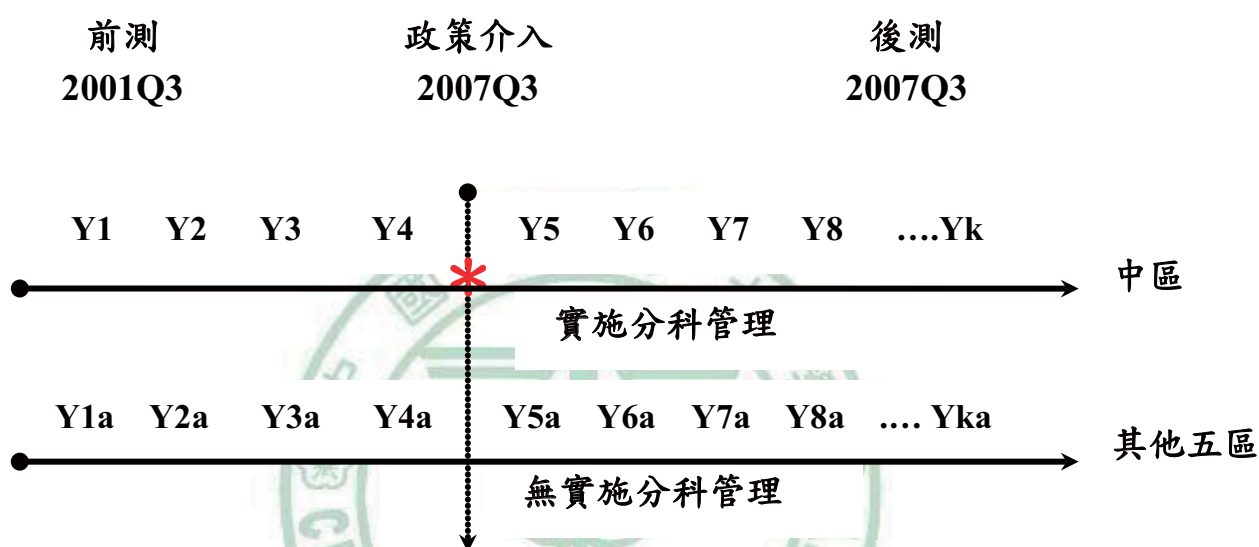 前測 政策介入 後測
2001Q3 2007Q3 2007Q3
Y1 Y2 Y3 Y4 Y5 Y6 Y7 Y8 ….Yk
中區
實施分科管理
Y1a Y2a Y3a Y4a Y5a Y6a Y7a Y8a .… Yka
其他五區
無實施分科管理